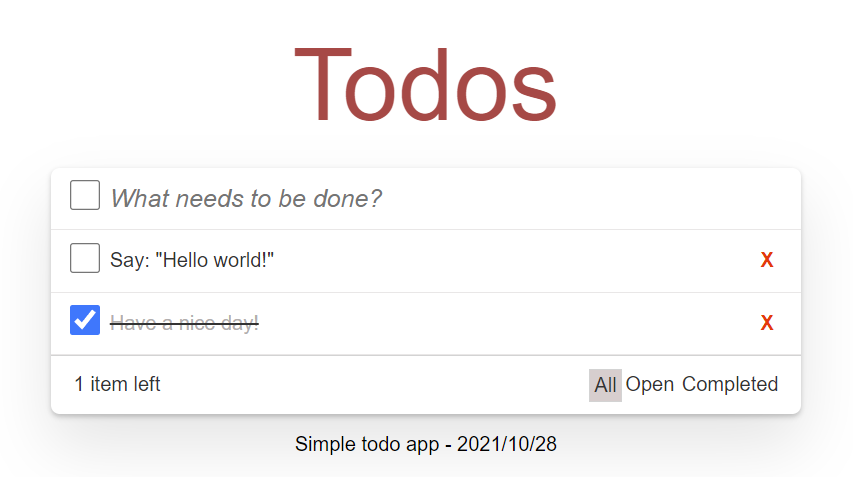 Todos
What needs to be done?
Say: "Hello world!" X
Have a nice day! X
1 item left All Open Completed
Simple todo app - 2021/10/28